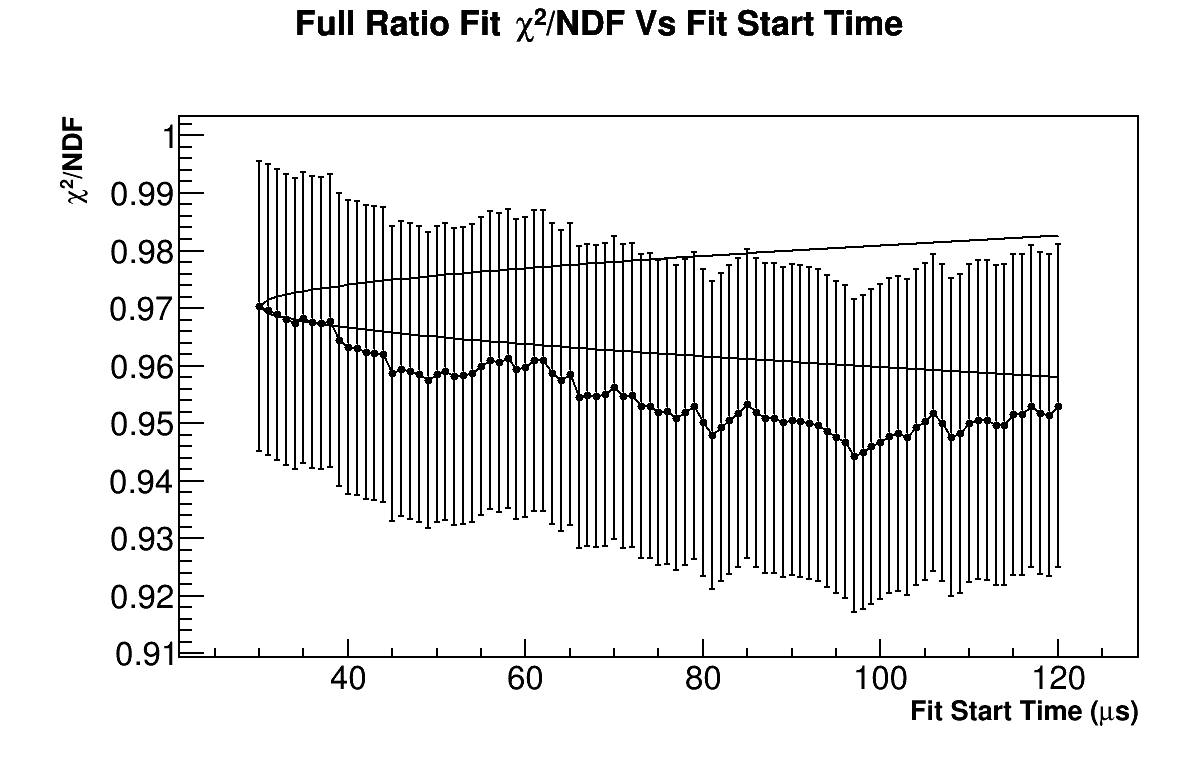 Full Ratio Fit χ²/NDF Vs Fit Start Time
χ²/NDF
1
0.99
0.98
0.97
0.96
0.95
0.94
0.93
0.92
0.91
40 60 80 100 120
Fit Start Time (μs)